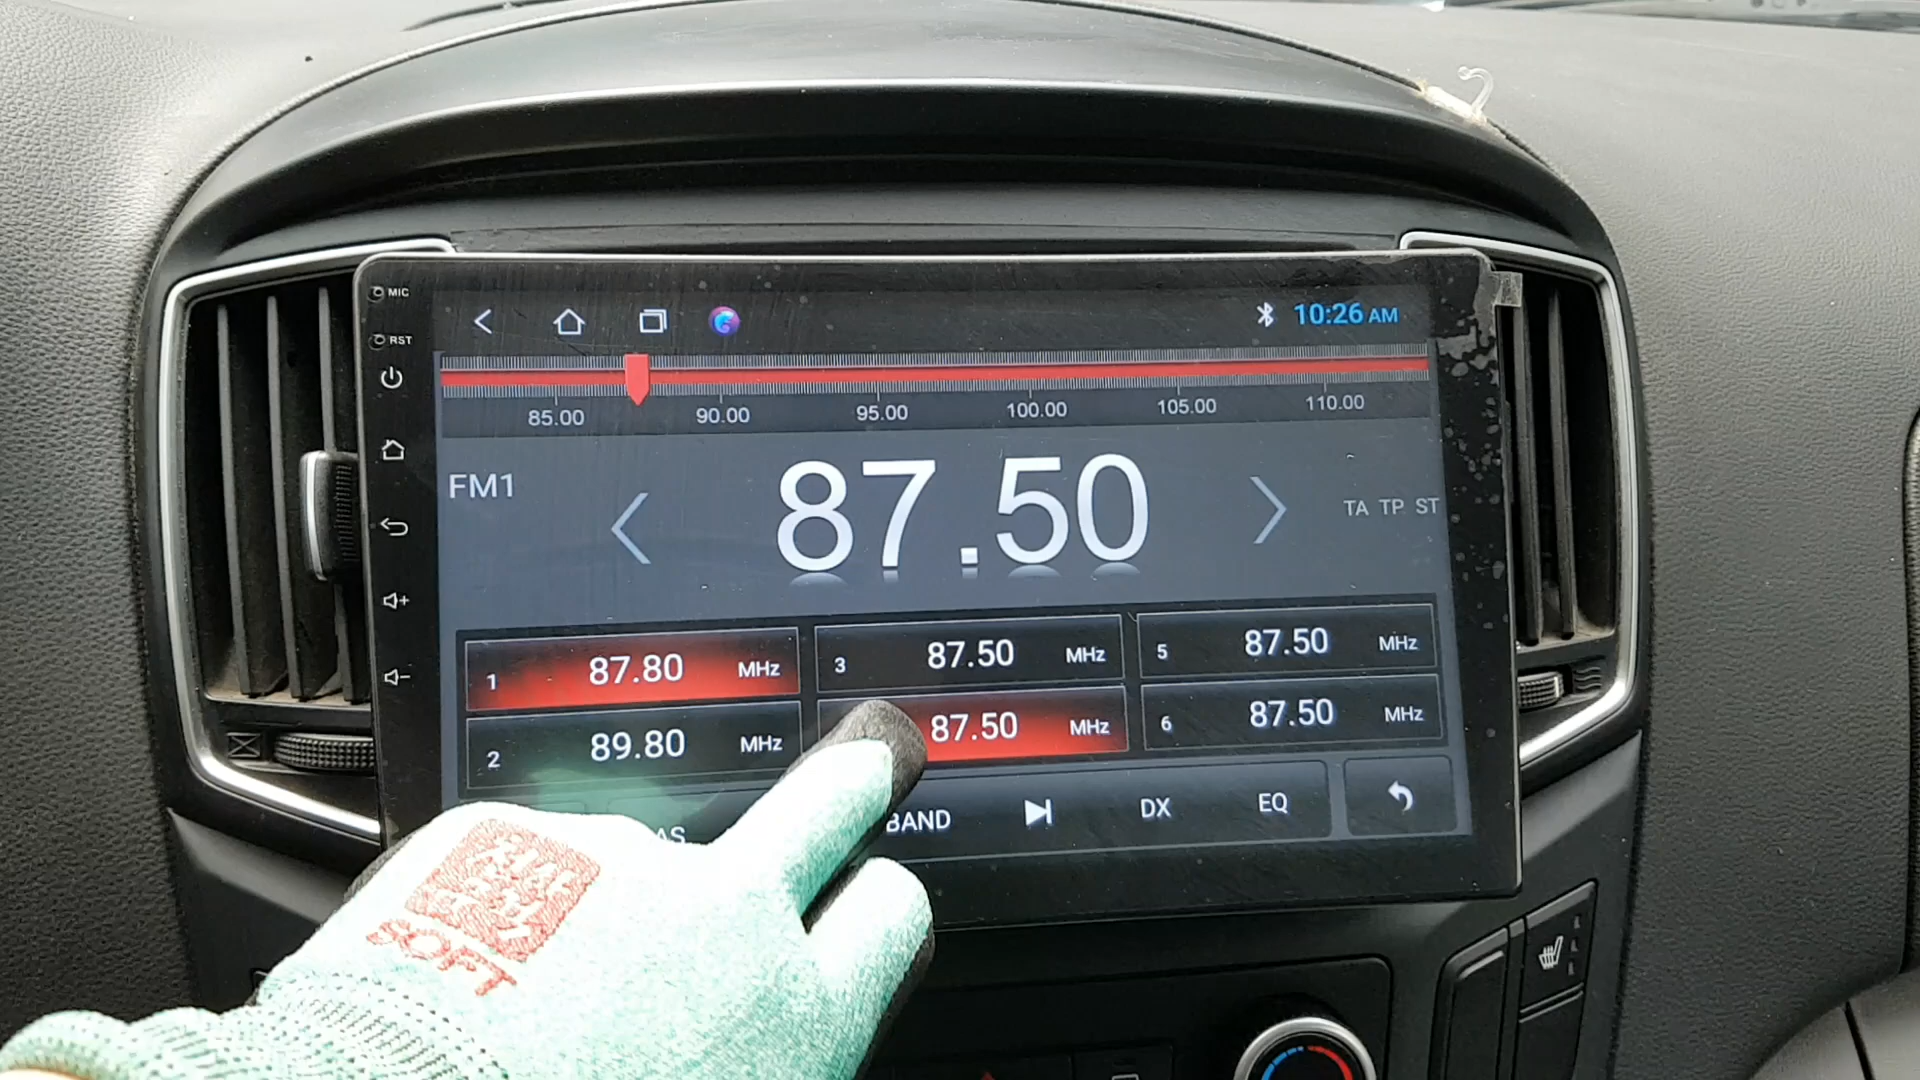 MIC
10:26 AM
RST
85.00 90.00 95.00 100.00 105.00 110.00
FM1
87.50
TA TP ST
1 87.80 MHz
3 87.50 MHz
5 87.50 MHz
2 89.80 MHz
87.50 MHz
6 87.50 MHz
AS BAND DX EQ
SOFT